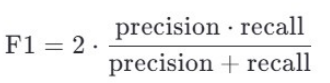 F1 = 2 · precision · recall / precision + recall